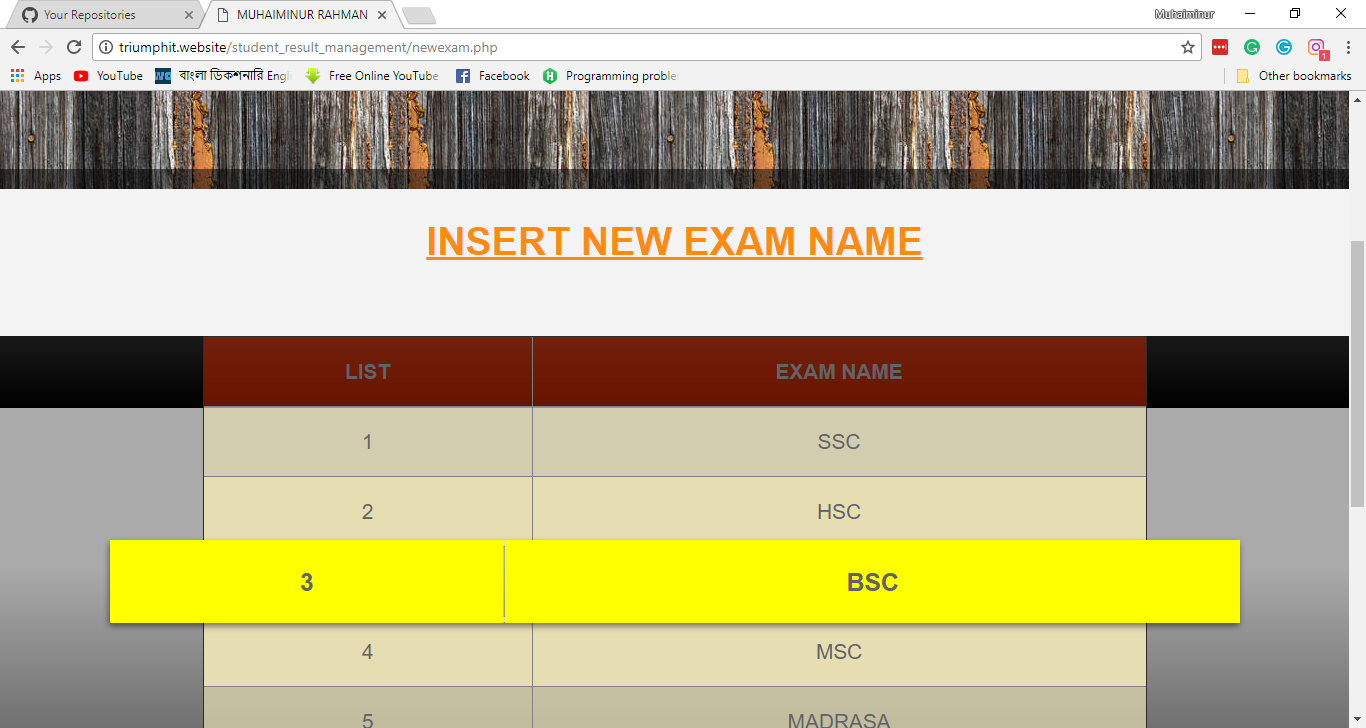 Your Repositories
MUHAIMINUR RAHMAN
Muhaiminur
triumphit.website/student_result_management/newexam.php
1
Apps
YouTube
বাংলা ডিকশনারি Engl
Free Online YouTube
Facebook
Programming proble
Other bookmarks
INSERT NEW EXAM NAME
LIST EXAM NAME
1 SSC
2 HSC
3 BSC
4 MSC
5 MADRASA